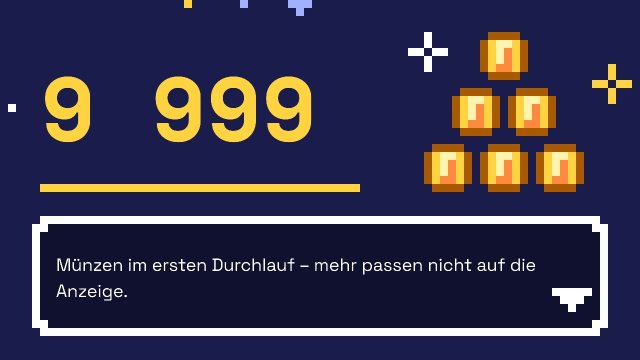 9 999
Münzen im ersten Durchlauf – mehr passen nicht auf die
Anzeige.